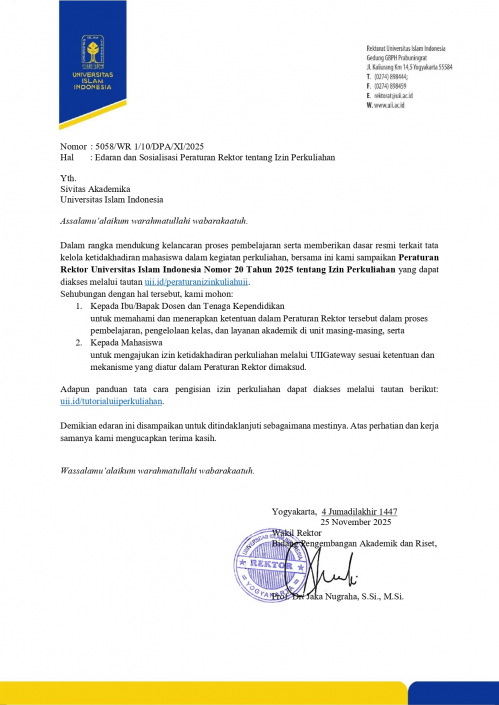 UNIVERSITAS
ISLAM
INDONESIA
Rektorat Universitas Islam Indonesia
Gedung GBPH Prabuningrat
Jl. Kaliurang Km 14,5 Yogyakarta 55584
T. (0274) 898444;
F. (0274) 898459
E. rektorat@uii.ac.id
W. www.uii.ac.id
Nomor : 5058/WR 1/10/DPA/XI/2025
Hal : Edaran dan Sosialisasi Peraturan Rektor tentang Izin Perkuliahan
Yth.
Sivitas Akademika
Universitas Islam Indonesia
Assalamu’alaikum warahmatullahi wabarakaatuh.
Dalam rangka mendukung kelancaran proses pembelajaran serta memberikan dasar resmi terkait tata
kelola ketidakhadiran mahasiswa dalam kegiatan perkuliahan, bersama ini kami sampaikan Peraturan
Rektor Universitas Islam Indonesia Nomor 20 Tahun 2025 tentang Izin Perkuliahan yang dapat
diakses melalui tautan uii.id/peraturanizinkuliahuii.
Sehubungan dengan hal tersebut, kami mohon:
1. Kepada Ibu/Bapak Dosen dan Tenaga Kependidikan
untuk memahami dan menerapkan ketentuan dalam Peraturan Rektor tersebut dalam proses
pembelajaran, pengelolaan kelas, dan layanan akademik di unit masing-masing, serta
2. Kepada Mahasiswa
untuk mengajukan izin ketidakhadiran perkuliahan melalui UIIGateway sesuai ketentuan dan
mekanisme yang diatur dalam Peraturan Rektor dimaksud.
Adapun panduan tata cara pengisian izin perkuliahan dapat diakses melalui tautan berikut:
uii.id/tutorialuiiperkuliahan.
Demikian edaran ini disampaikan untuk ditindaklanjuti sebagaimana mestinya. Atas perhatian dan kerja
samanya kami mengucapkan terima kasih.
Wassalamu’alaikum warahmatullahi wabarakaatuh.
Yogyakarta, 4 Jumadilakhir 1447
25 November 2025
Wakil Rektor
Bidang Pengembangan Akademik dan Riset,
UNIVERSITAS ISLAM INDONESIA
REKTOR
YOGYAKARTA
Prof. Dr. Jaka Nugraha, S.Si., M.Si.